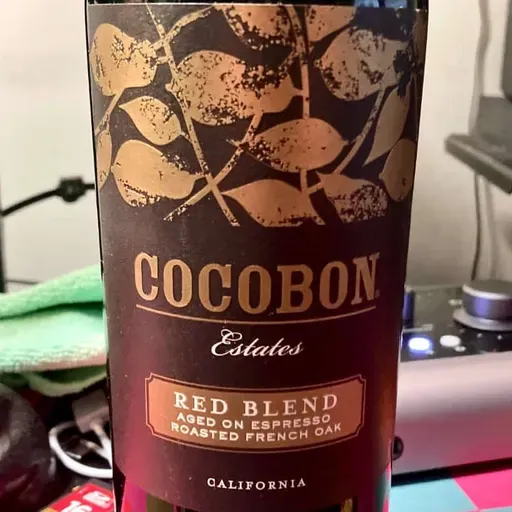 COCOBON
Estates
RED BLEND
AGED ON ESPRESSO
ROASTED FRENCH OAK
CALIFORNIA